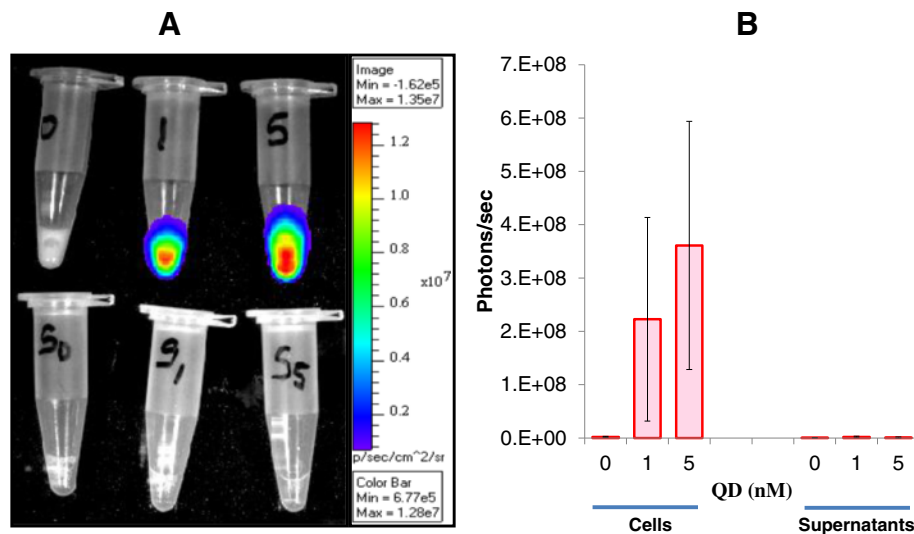 A
B
0
1
5
S0
S1
S5
Image
Min = -1.62e5
Max = 1.35e7
1.2
1.0
0.8
x10^7
0.6
0.4
0.2
p/sec/cm^2/sr
Color Bar
Min = 6.77e5
Max = 1.28e7
Photons/sec
7.E+08
6.E+08
5.E+08
4.E+08
3.E+08
2.E+08
1.E+08
0.E+00
0 1 5 0 1 5
QD (nM)
Cells Supernatants